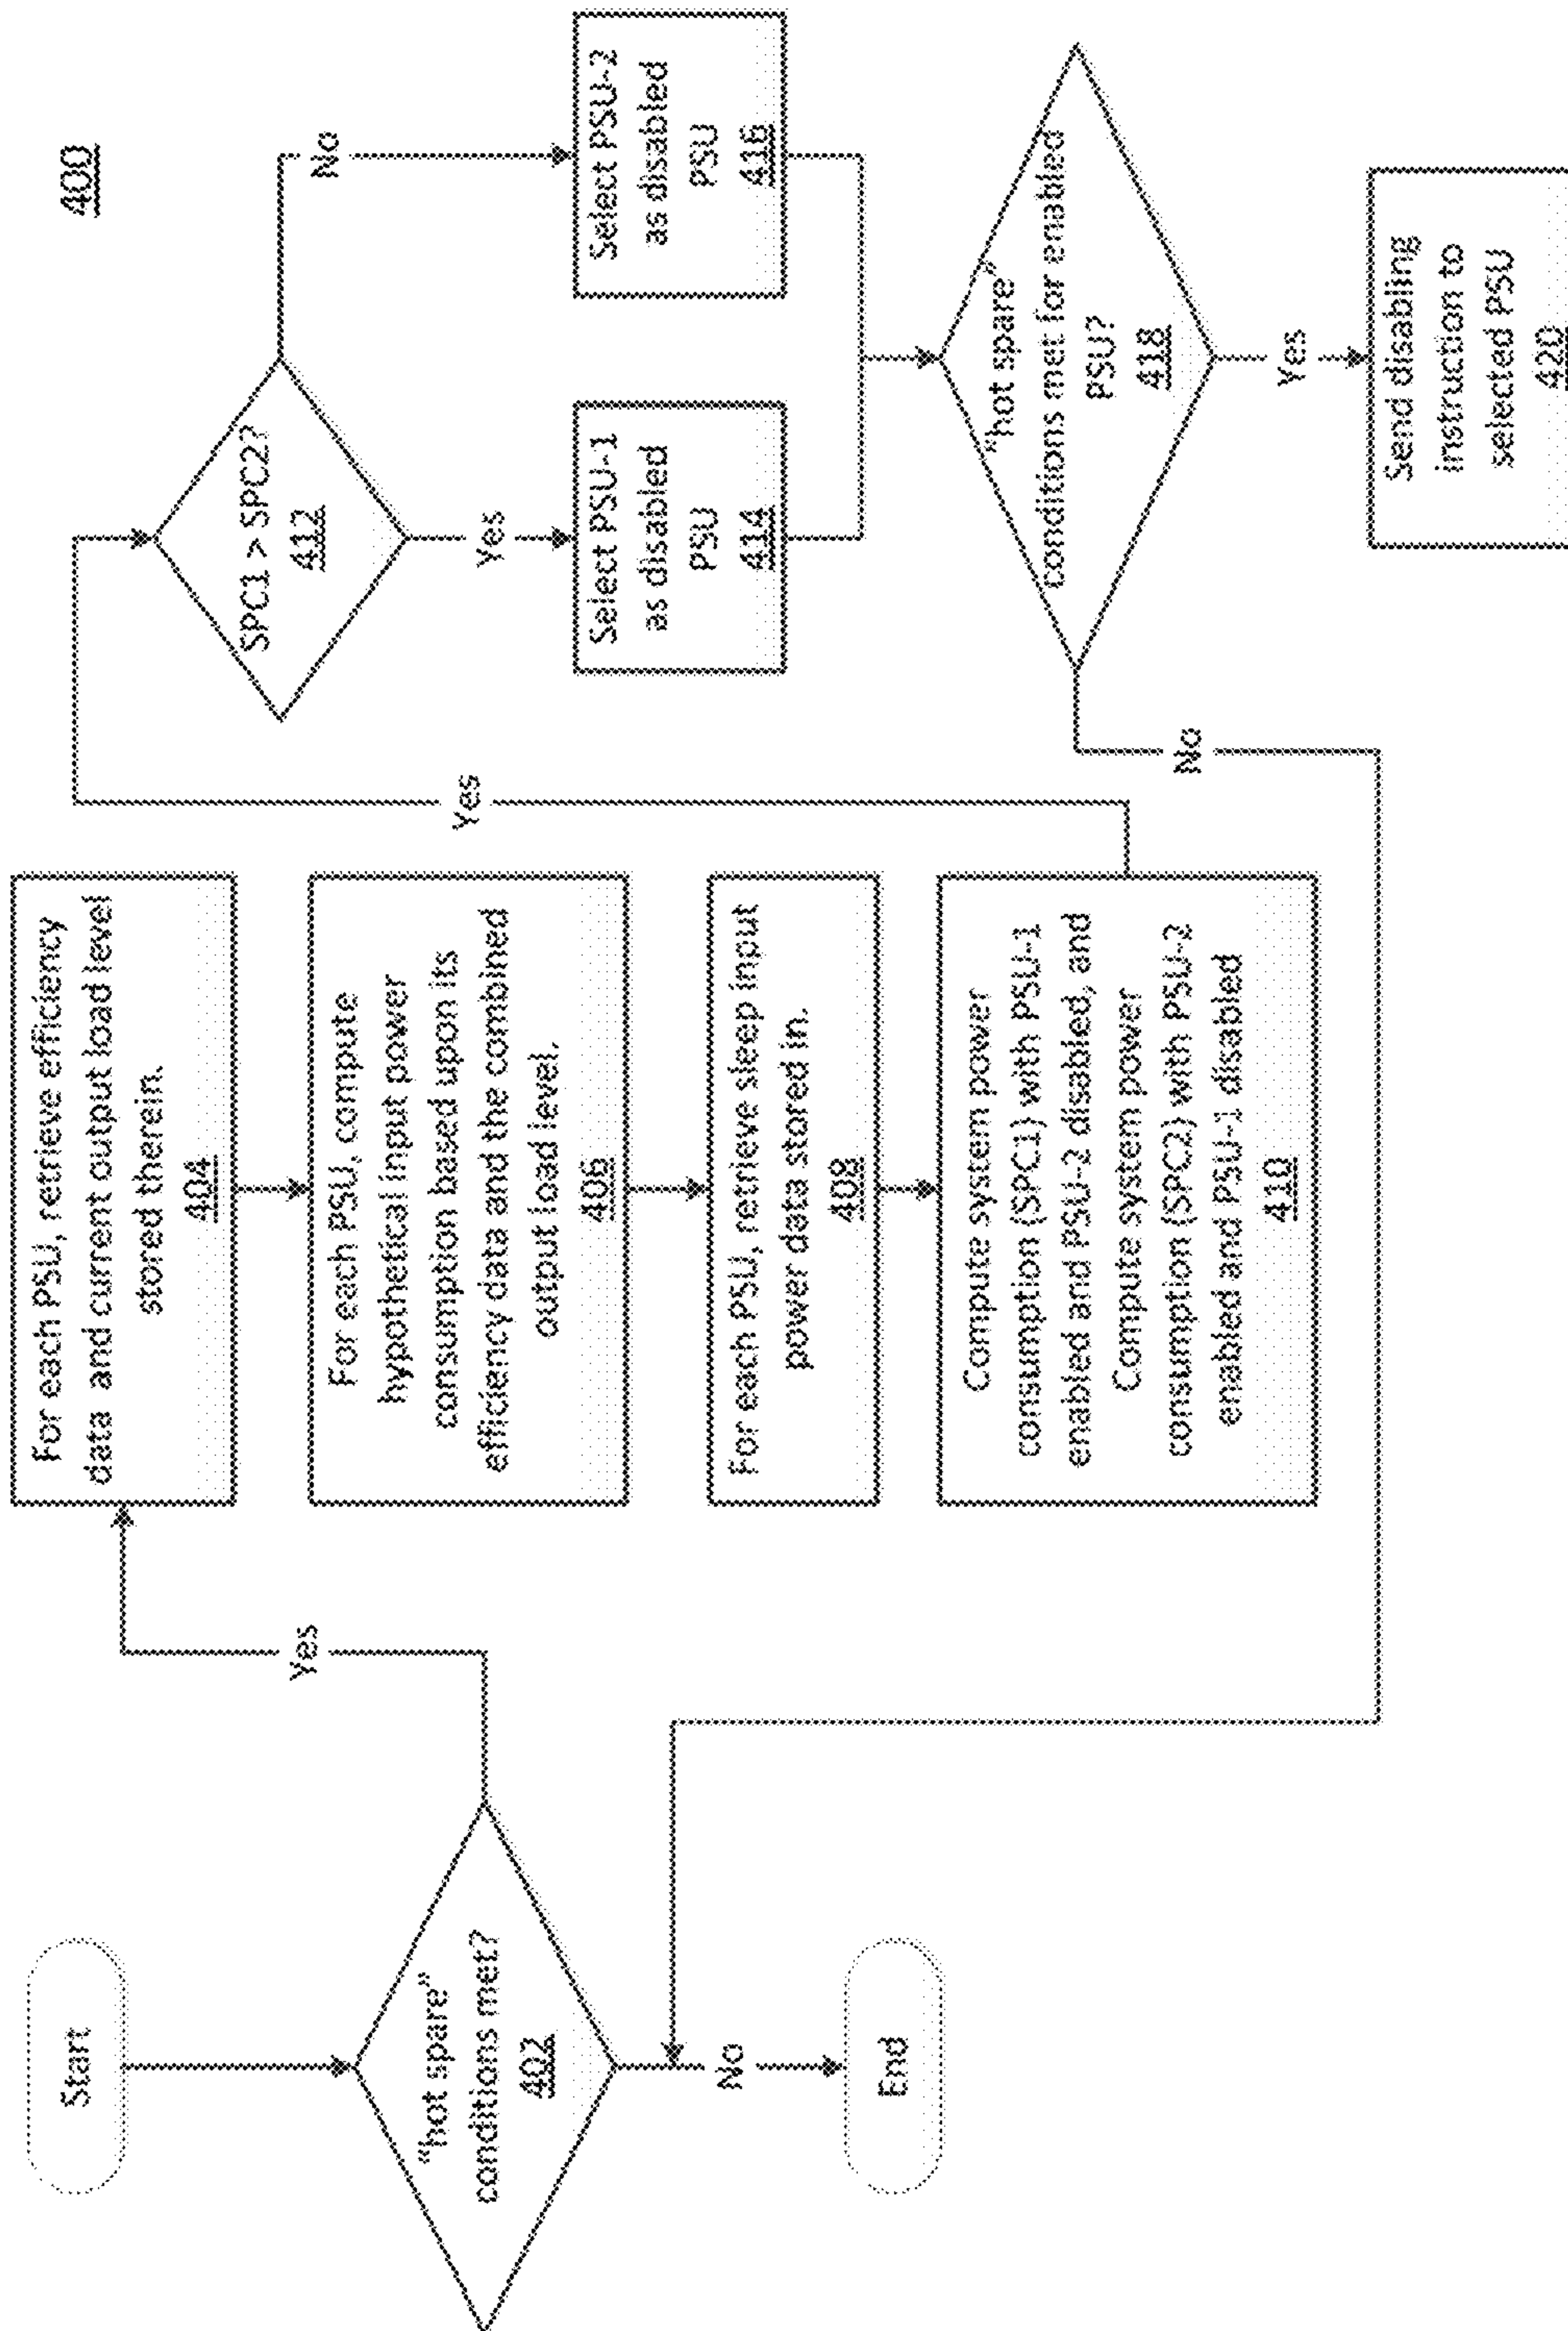 400
Start
"hot spare"
conditions met?
402
Yes
No
End
For each PSU, retrieve efficiency
data and current output load level
stored therein.
404
For each PSU, compute
hypothetical input power
consumption based upon its
efficiency data and the combined
output load level.
406
For each PSU, retrieve sleep input
power data stored in.
408
Compute system power
consumption (SPC1) with PSU-1
enabled and PSU-2 disabled, and
Compute system power
consumption (SPC2) with PSU-2
enabled and PSU-1 disabled
410
Yes
SPC1 > SPC2?
412
Yes
No
Select PSU-1
as disabled
PSU
414
Select PSU-2
as disabled
PSU
416
"hot spare"
conditions met for enabled
PSU?
418
No
Yes
Send disabling
instruction to
selected PSU
420